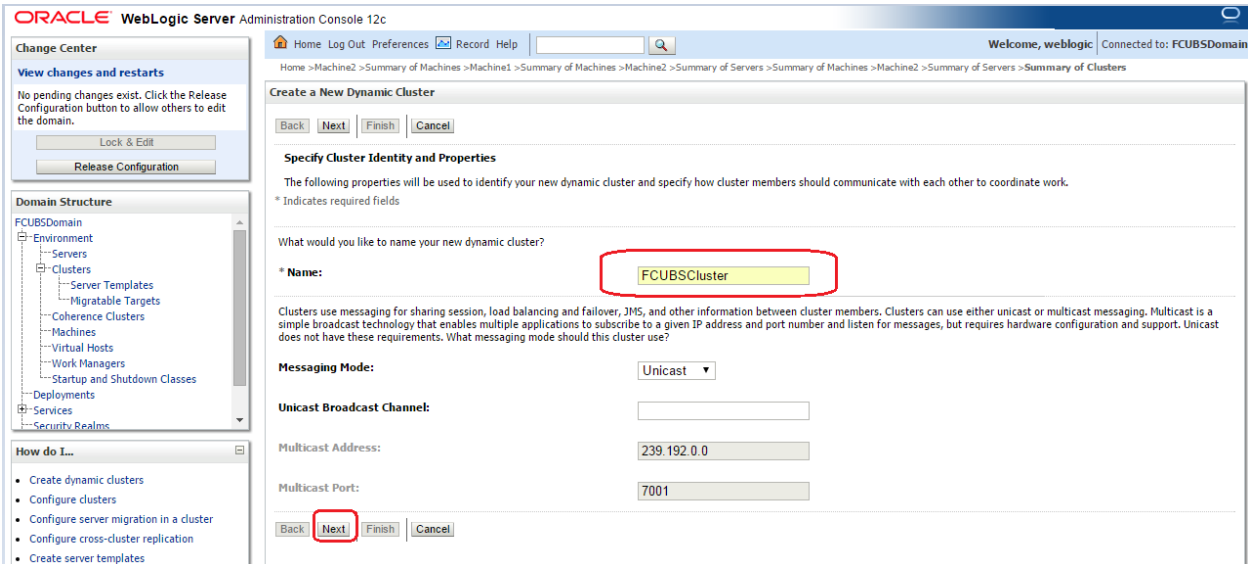 ORACLE WebLogic Server Administration Console 12c
Change Center
View changes and restarts
No pending changes exist. Click the Release
Configuration button to allow others to edit
the domain.
Lock & Edit
Release Configuration
Domain Structure
FCUBSDomain
Environment
Servers
Clusters
Server Templates
Migratable Targets
Coherence Clusters
Machines
Virtual Hosts
Work Managers
Startup and Shutdown Classes
Deployments
Services
Security Realms
How do I...
Create dynamic clusters
Configure clusters
Configure server migration in a cluster
Configure cross-cluster replication
Create server templates
Home Log Out Preferences Record Help
Welcome, weblogic Connected to: FCUBSDomain
Home >Machine2 >Summary of Machines >Machine1 >Summary of Machines >Machine2 >Summary of Servers >Summary of Machines >Machine2 >Summary of Servers >Summary of Clusters
Create a New Dynamic Cluster
Back Next Finish Cancel
Specify Cluster Identity and Properties
The following properties will be used to identify your new dynamic cluster and specify how cluster members should communicate with each other to coordinate work.
* Indicates required fields
What would you like to name your new dynamic cluster?
* Name: FCUBSCluster
Clusters use messaging for sharing session, load balancing and failover, JMS, and other information between cluster members. Clusters can use either unicast or multicast messaging. Multicast is a
simple broadcast technology that enables multiple applications to subscribe to a given IP address and port number and listen for messages, but requires hardware configuration and support. Unicast
does not have these requirements. What messaging mode should this cluster use?
Messaging Mode: Unicast
Unicast Broadcast Channel:
Multicast Address: 239.192.0.0
Multicast Port: 7001
Back Next Finish Cancel